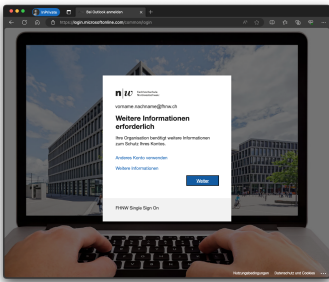 InPrivate
Bei Outlook anmelden
https://login.microsoftonline.com/common/login
n|w
vorname.nachname@fhnw.ch
Weitere Informationen
erforderlich
Ihre Organisation benötigt weitere Informationen
zum Schutz Ihres Kontos.
Anderes Konto verwenden
Weitere Informationen
Weiter
FHNW Single Sign On
Nutzungsbedingungen Datenschutz und Cookies ...